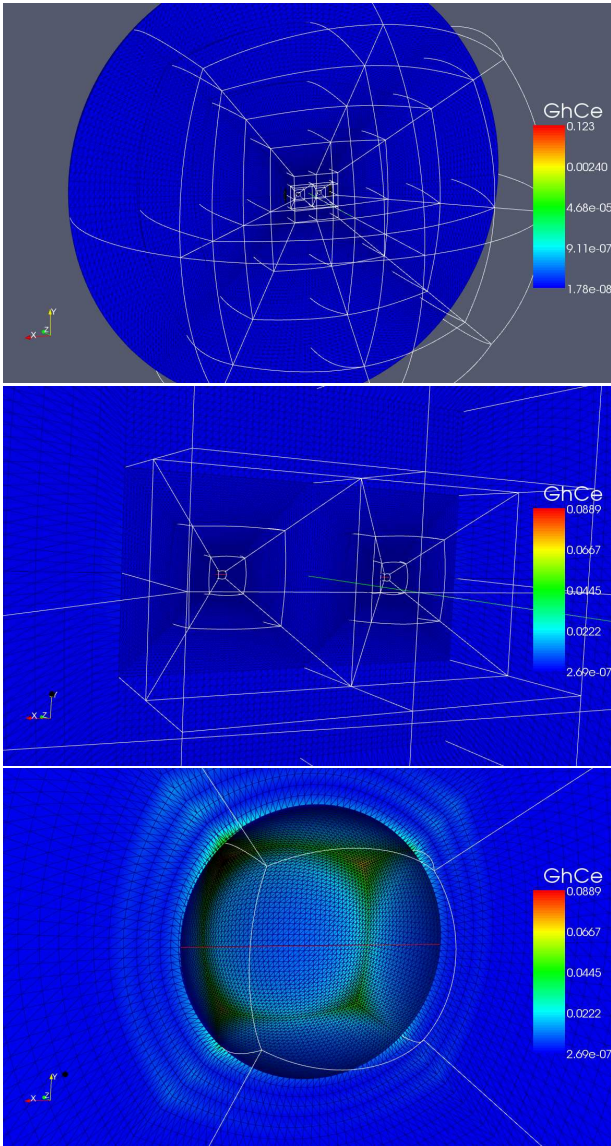 GhCe
0.123
0.00240
4.68e-05
9.11e-07
1.78e-08
Y
X Z
GhCe
0.0889
0.0667
0.0445
0.0222
2.69e-07
Y
X Z
GhCe
0.0889
0.0667
0.0445
0.0222
2.69e-07
Y
X Z